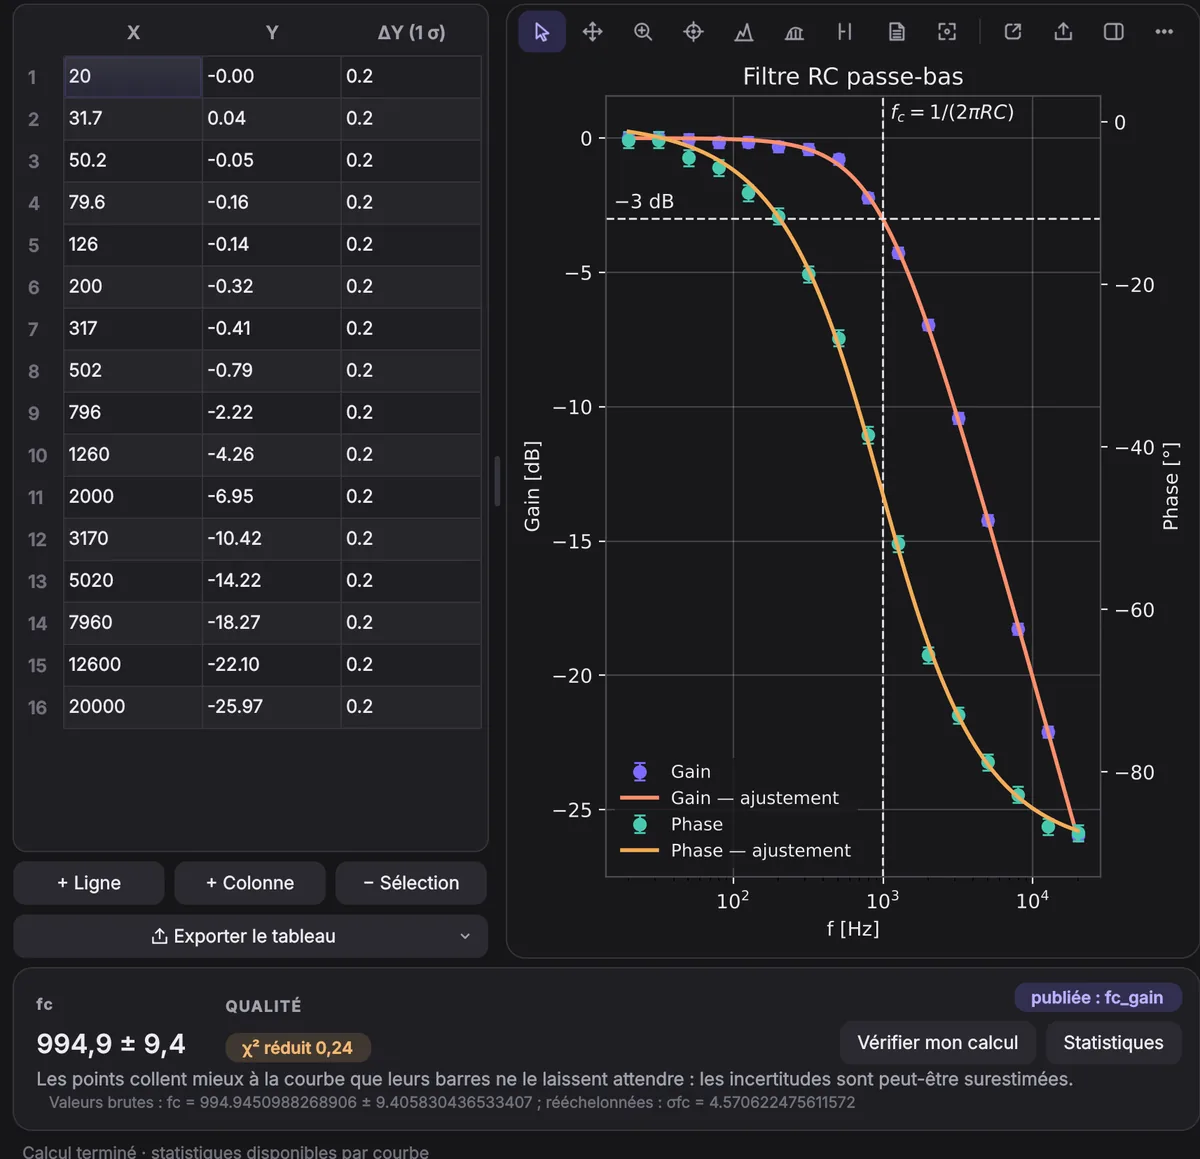 X Y ΔY (1 σ)
1 20 -0.00 0.2
2 31.7 0.04 0.2
3 50.2 -0.05 0.2
4 79.6 -0.16 0.2
5 126 -0.14 0.2
6 200 -0.32 0.2
7 317 -0.41 0.2
8 502 -0.79 0.2
9 796 -2.22 0.2
10 1260 -4.26 0.2
11 2000 -6.95 0.2
12 3170 -10.42 0.2
13 5020 -14.22 0.2
14 7960 -18.27 0.2
15 12600 -22.10 0.2
16 20000 -25.97 0.2
+ Ligne + Colonne − Sélection
Exporter le tableau
Filtre RC passe-bas
f_c = 1/(2πRC)
−3 dB
0
−5
−10
−15
−20
−25
Gain [dB]
0
−20
−40
−60
−80
Phase [°]
Gain
Gain — ajustement
Phase
Phase — ajustement
10² 10³ 10⁴
f [Hz]
fc QUALITÉ publiée : fc_gain
994,9 ± 9,4 χ² réduit 0,24 Vérifier mon calcul Statistiques
Les points collent mieux à la courbe que leurs barres ne le laissent attendre : les incertitudes sont peut-être surestimées.
Valeurs brutes : fc = 994.9450988268906 ± 9.405830436533407 ; rééchelonnées : σfc = 4.570622475611572
Calcul terminé · statistiques disponibles par courbe